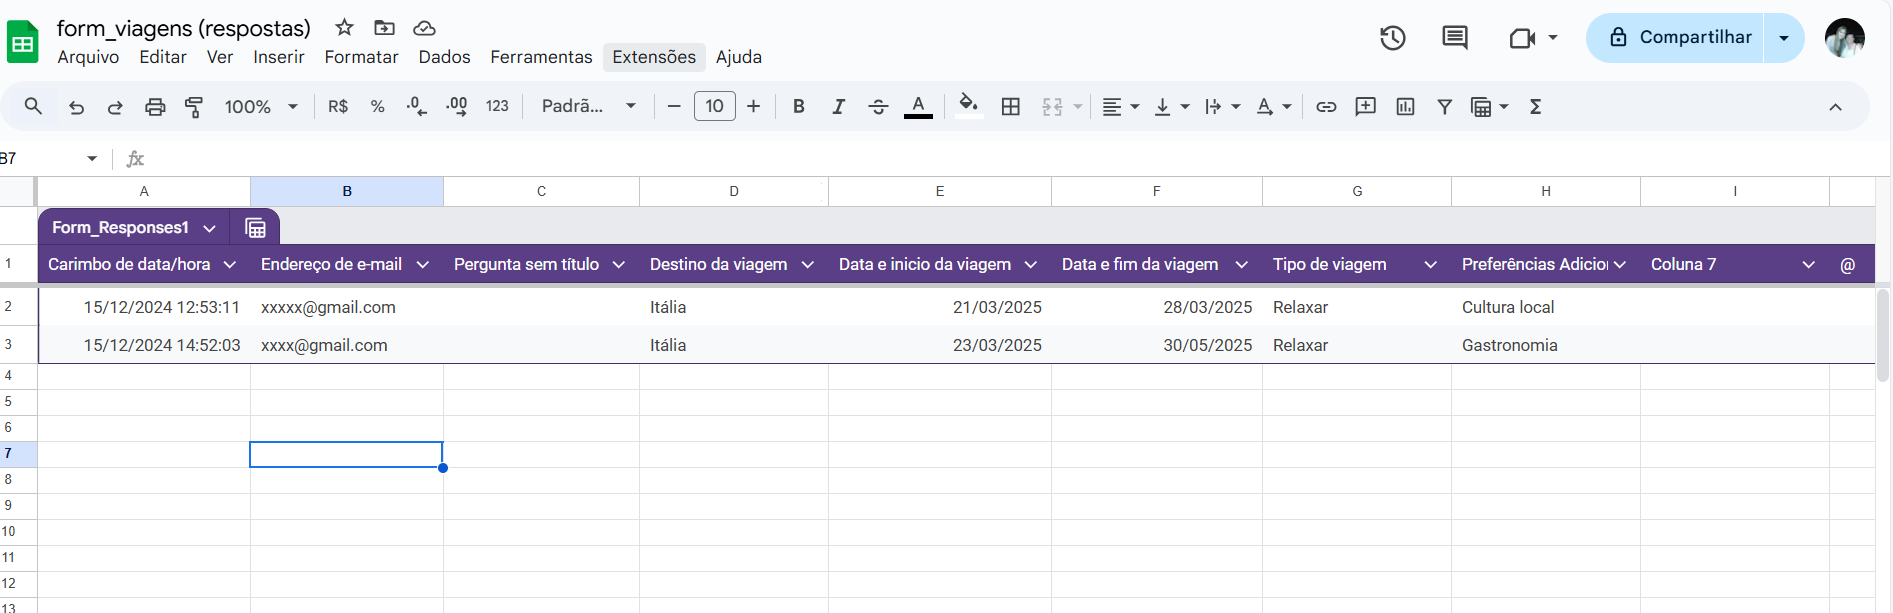 form_viagens (respostas)
Arquivo Editar Ver Inserir Formatar Dados Ferramentas Extensões Ajuda
Compartilhar
100% R$ % .0 .00 123 Padrã... 10 B I S A A Σ
B7 fx
A B C D E F G H I
Form_Responses1
1 Carimbo de data/hora Endereço de e-mail Pergunta sem título Destino da viagem Data e inicio da viagem Data e fim da viagem Tipo de viagem Preferências Adicion Coluna 7 @
2 15/12/2024 12:53:11 xxxxx@gmail.com Itália 21/03/2025 28/03/2025 Relaxar Cultura local
3 15/12/2024 14:52:03 xxxx@gmail.com Itália 23/03/2025 30/05/2025 Relaxar Gastronomia
4
5
6
7
8
9
10
11
12
13